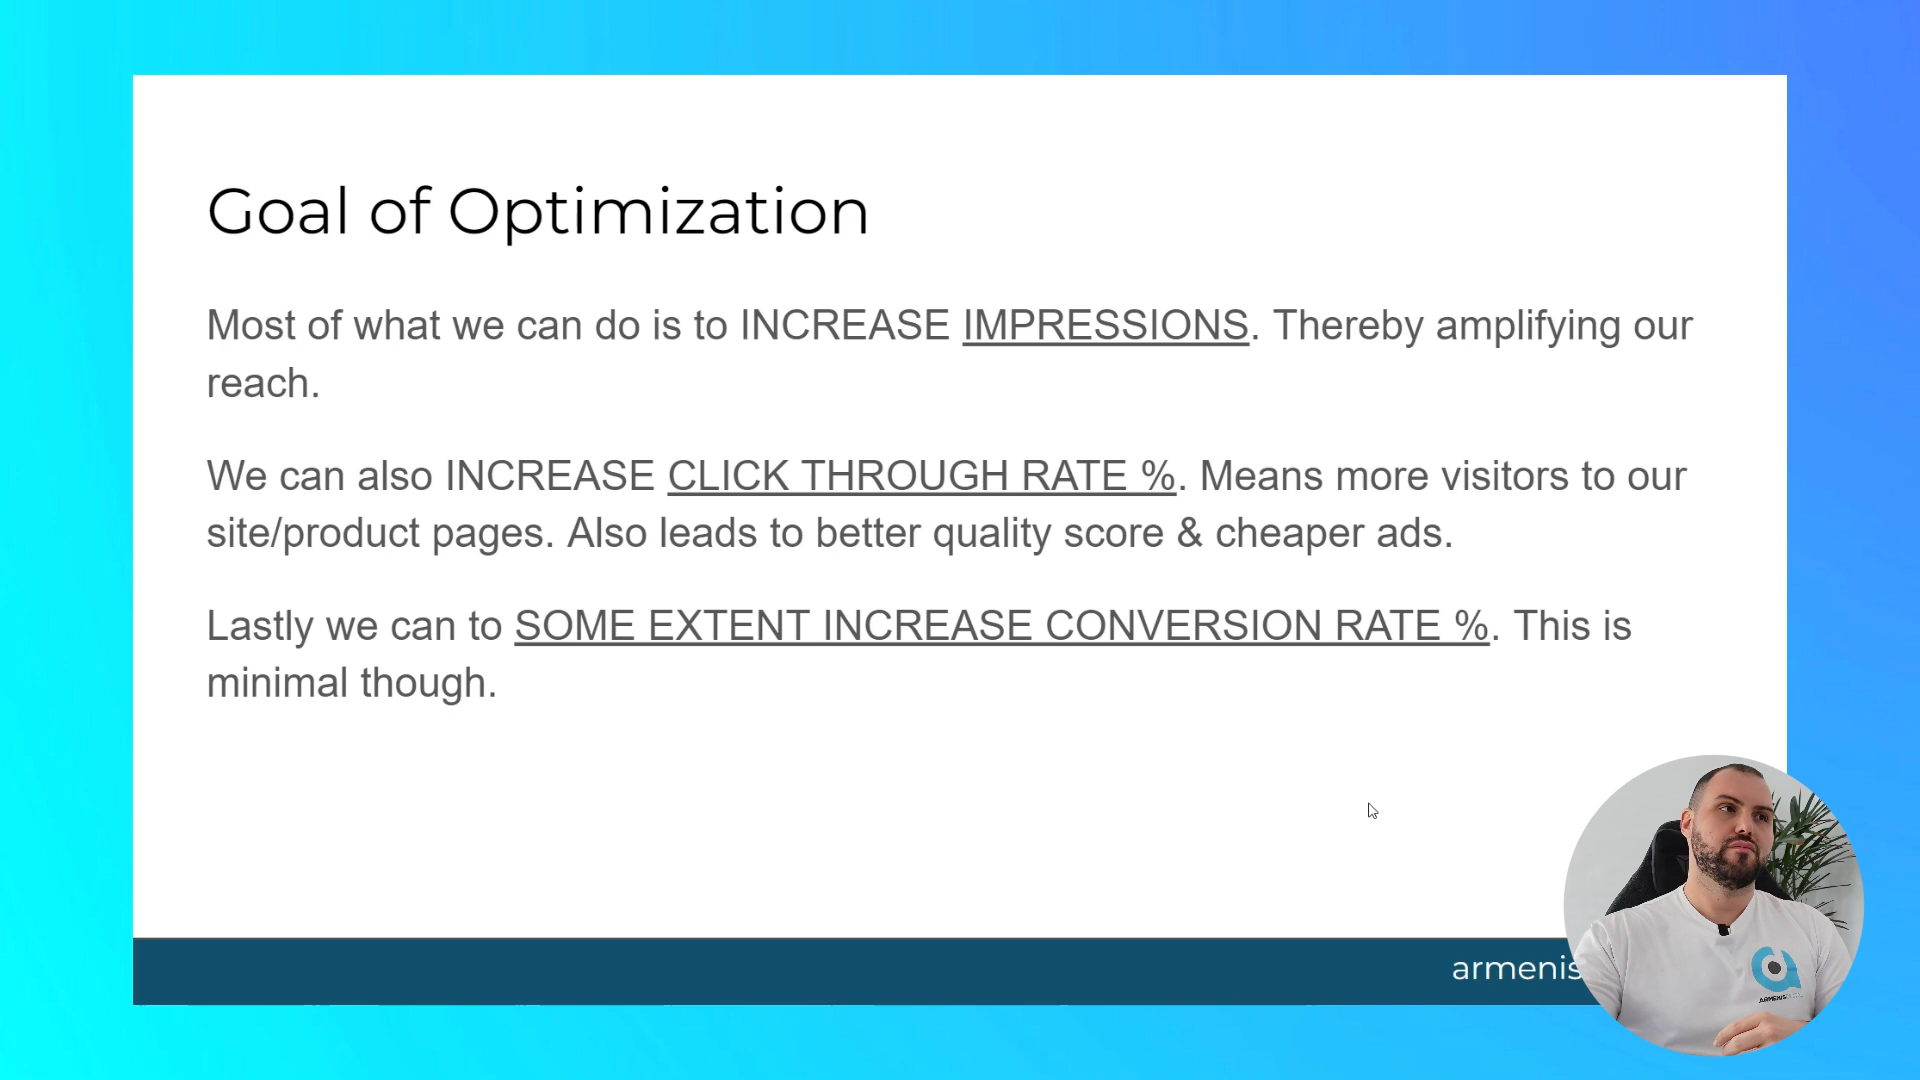 Goal of Optimization
Most of what we can do is to INCREASE IMPRESSIONS. Thereby amplifying our
reach.
We can also INCREASE CLICK THROUGH RATE %. Means more visitors to our
site/product pages. Also leads to better quality score & cheaper ads.
Lastly we can to SOME EXTENT INCREASE CONVERSION RATE %. This is
minimal though.
armenis